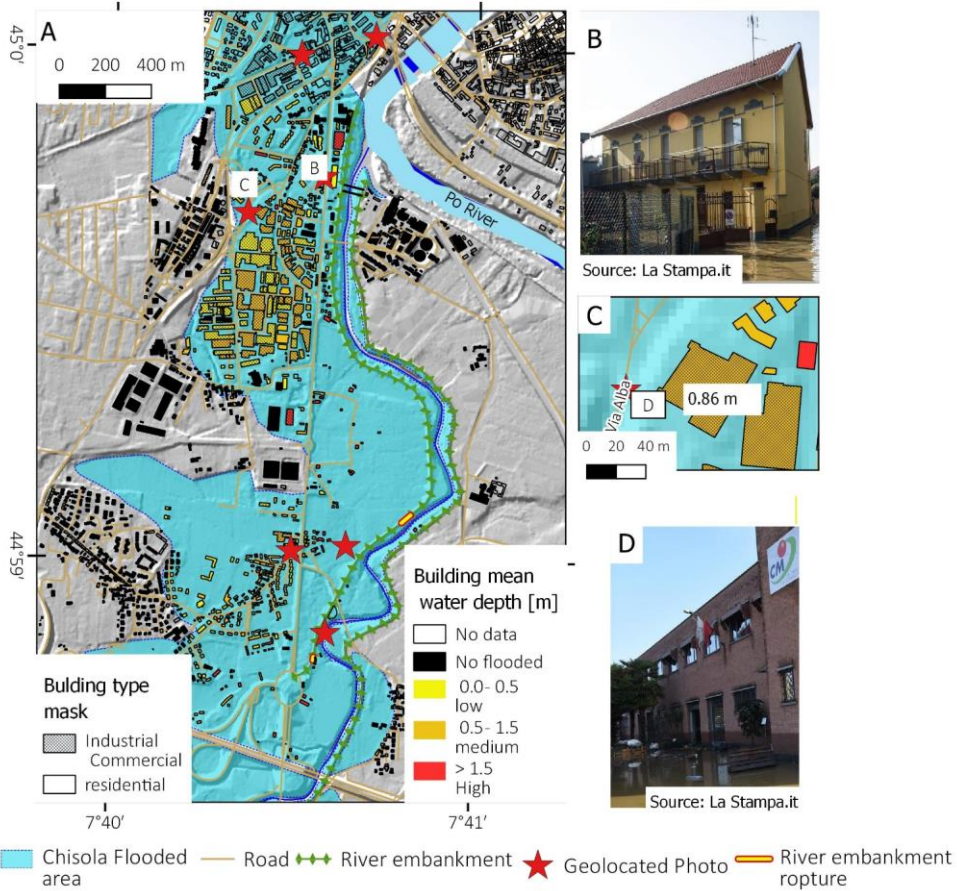 A
45°0'
0 200 400 m
C
B
Po River
44°59'
Bulding type
mask
Industrial
Commercial
residential
Building mean
water depth [m]
No data
No flooded
0.0- 0.5
low
0.5- 1.5
medium
> 1.5
High
7°40'
7°41'
B
Source: La Stampa.it
C
Via Alba
D
0.86 m
0 20 40 m
D
CM
Source: La Stampa.it
Chisola Flooded
area
Road
River embankment
Geolocated Photo
River embankment
ropture